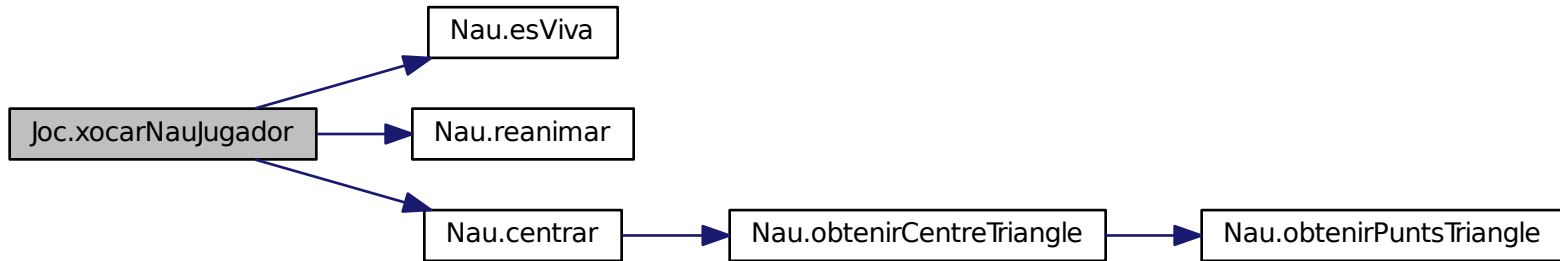 Nau.esViva
Joc.xocarNauJugador
Nau.reanimar
Nau.centrar
Nau.obtenirCentreTriangle
Nau.obtenirPuntsTriangle